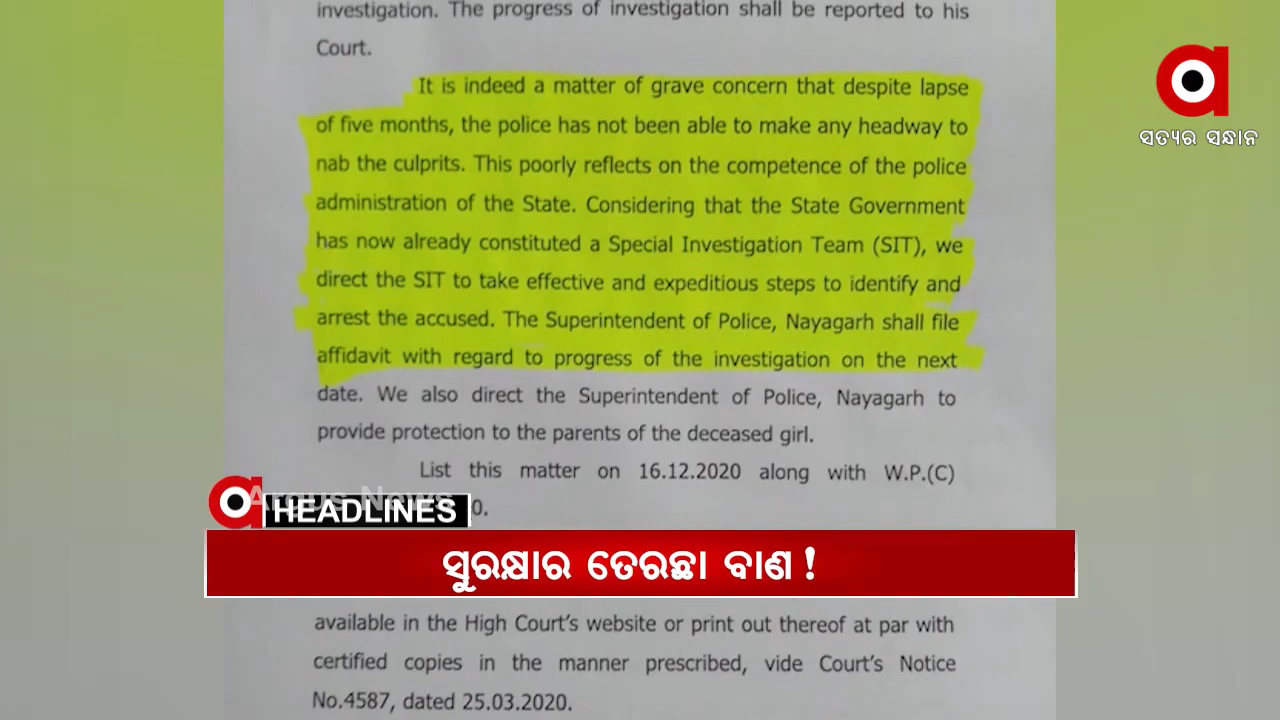 investigation. The progress of investigation shall be reported to his
Court.
It is indeed a matter of grave concern that despite lapse
of five months, the police has not been able to make any headway to
nab the culprits. This poorly reflects on the competence of the police
administration of the State. Considering that the State Government
has now already constituted a Special Investigation Team (SIT), we
direct the SIT to take effective and expeditious steps to identify and
arrest the accused. The Superintendent of Police, Nayagarh shall file
affidavit with regard to progress of the investigation on the next
date. We also direct the Superintendent of Police, Nayagarh to
provide protection to the parents of the deceased girl.
List this matter on 16.12.2020 along with W.P.(C)
0.
ସତ୍ୟର ସନ୍ଧାନ
Argus News
HEADLINES
ସୁରକ୍ଷାର ତେରଛା ବାଣ!
available in the High Court's website or print out thereof at par with
certified copies in the manner prescribed, vide Court's Notice
No.4587, dated 25.03.2020.